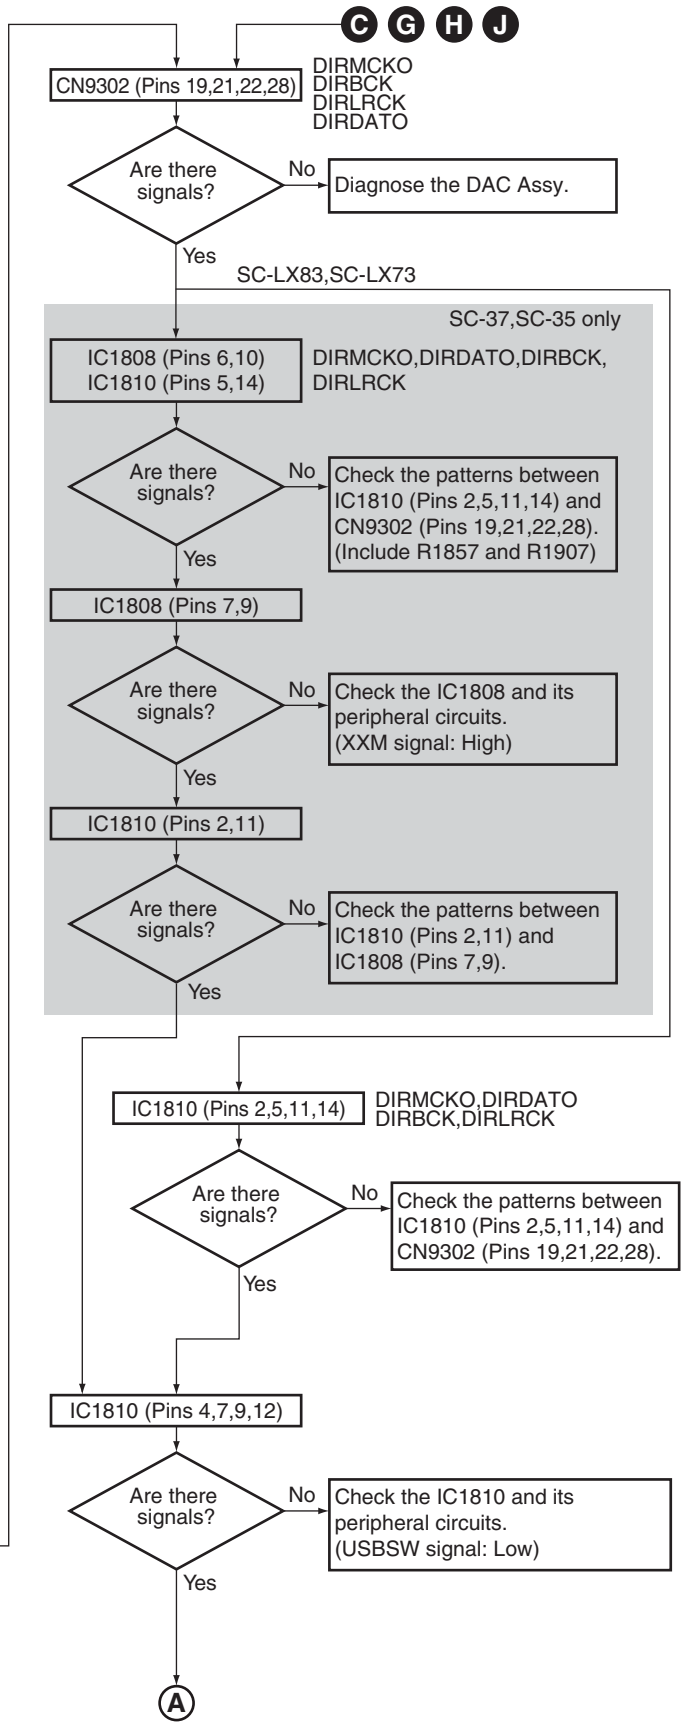 C G H J
CN9302 (Pins 19,21,22,28)
DIRMCKO
DIRBCK
DIRLRCK
DIRDATO
Are there
signals?
No
Diagnose the DAC Assy.
Yes
SC-LX83,SC-LX73
SC-37,SC-35 only
IC1808 (Pins 6,10)
IC1810 (Pins 5,14)
DIRMCKO,DIRDATO,DIRBCK,
DIRLRCK
Are there
signals?
No
Check the patterns between
IC1810 (Pins 2,5,11,14) and
CN9302 (Pins 19,21,22,28).
(Include R1857 and R1907)
Yes
IC1808 (Pins 7,9)
Are there
signals?
No
Check the IC1808 and its
peripheral circuits.
(XXM signal: High)
Yes
IC1810 (Pins 2,11)
Are there
signals?
No
Check the patterns between
IC1810 (Pins 2,11) and
IC1808 (Pins 7,9).
Yes
IC1810 (Pins 2,5,11,14)
DIRMCKO,DIRDATO
DIRBCK,DIRLRCK
Are there
signals?
No
Check the patterns between
IC1810 (Pins 2,5,11,14) and
CN9302 (Pins 19,21,22,28).
Yes
IC1810 (Pins 4,7,9,12)
Are there
signals?
No
Check the IC1810 and its
peripheral circuits.
(USBSW signal: Low)
Yes
A